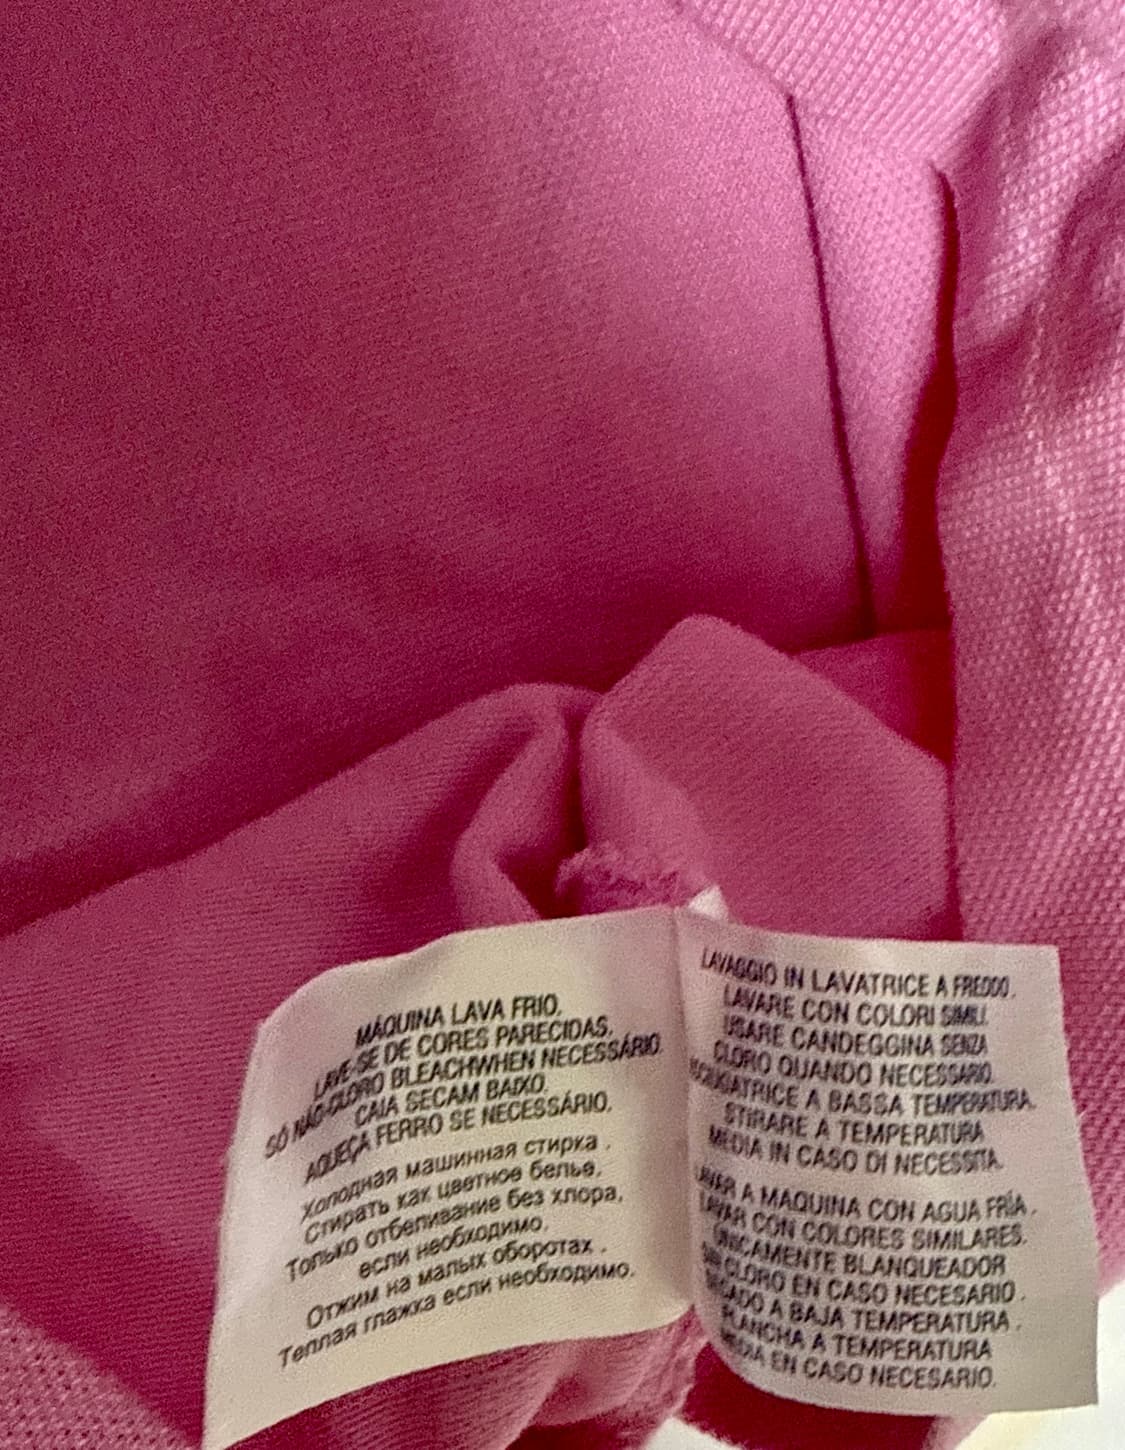 MÁQUINA LAVA FRIO.
LAVE-SE DE CORES PARECIDAS.
SÓ NÃO-CLORO BLEACHWHEN NECESSÁRIO.
CAIA SECAM BAIXO.
AQUEÇA FERRO SE NECESSÁRIO.
Холодная машинная стирка .
Стирать как цветное белье.
Только отбеливание без хлора,
если необходимо.
Отжим на малых оборотах .
Теплая глажка если необходимо.
LAVAGGIO IN LAVATRICE A FREDDO.
LAVARE CON COLORI SIMILI.
USARE CANDEGGINA SENZA
CLORO QUANDO NECESSARIO.
A BASSA TEMPERATURA.
STIRARE A TEMPERATURA
MEDIA IN CASO DI NECESSITA.
LAVAR A MAQUINA CON AGUA FRÍA .
LAVAR CON COLORES SIMILARES.
ÚNICAMENTE BLANQUEADOR
SIN CLORO EN CASO NECESARIO .
SECADO A BAJA TEMPERATURA .
PLANCHA A TEMPERATURA
MEDIA EN CASO NECESARIO.